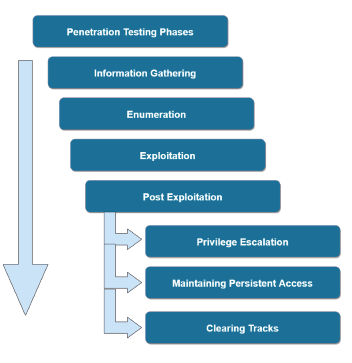 Penetration Testing Phases
Information Gathering
Enumeration
Exploitation
Post Exploitation
Privilege Escalation
Maintaining Persistent Access
Clearing Tracks